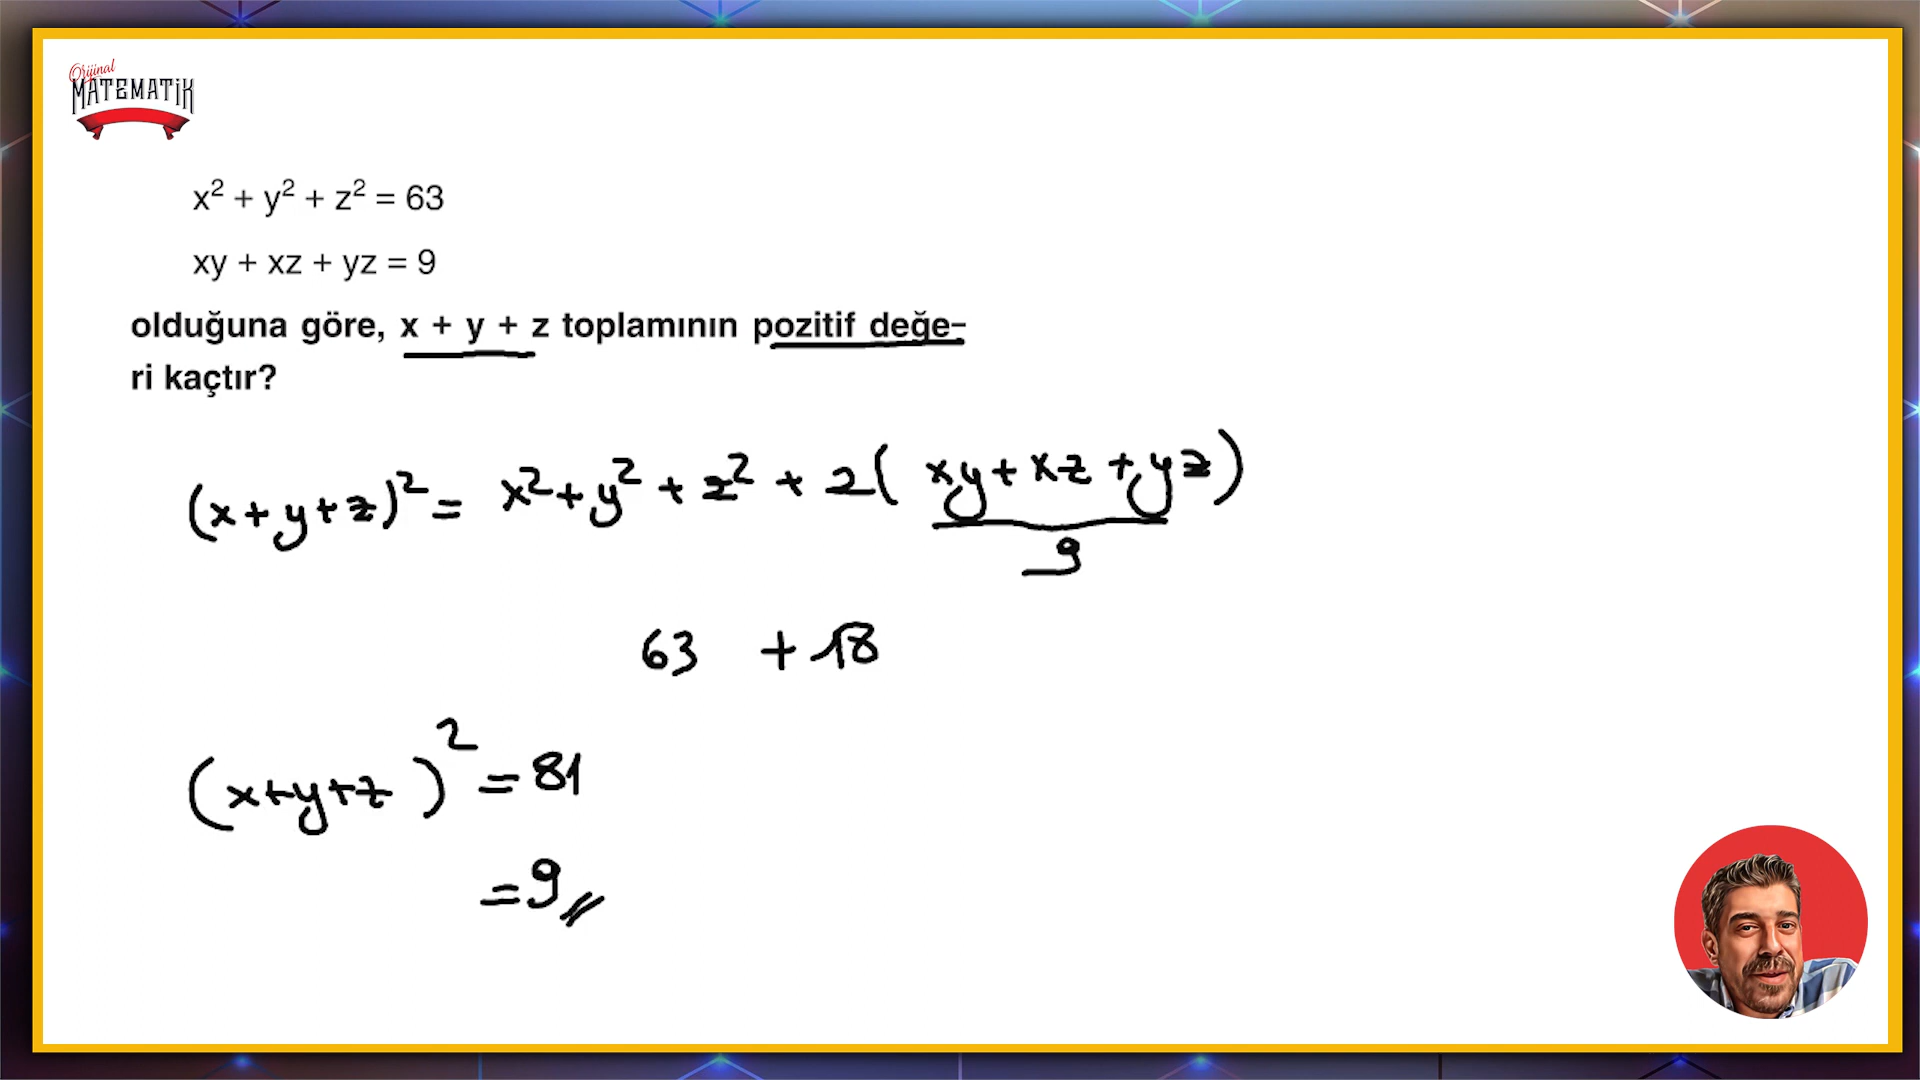 Orijinal
MATEMATİK
x² + y² + z² = 63
xy + xz + yz = 9
olduğuna göre, x + y + z toplamının pozitif değe-
ri kaçtır?
(x+y+z)² = x²+y²+z²+2(xy+xz+yz)
9
63 +18
(x+y+z)² = 81
=9